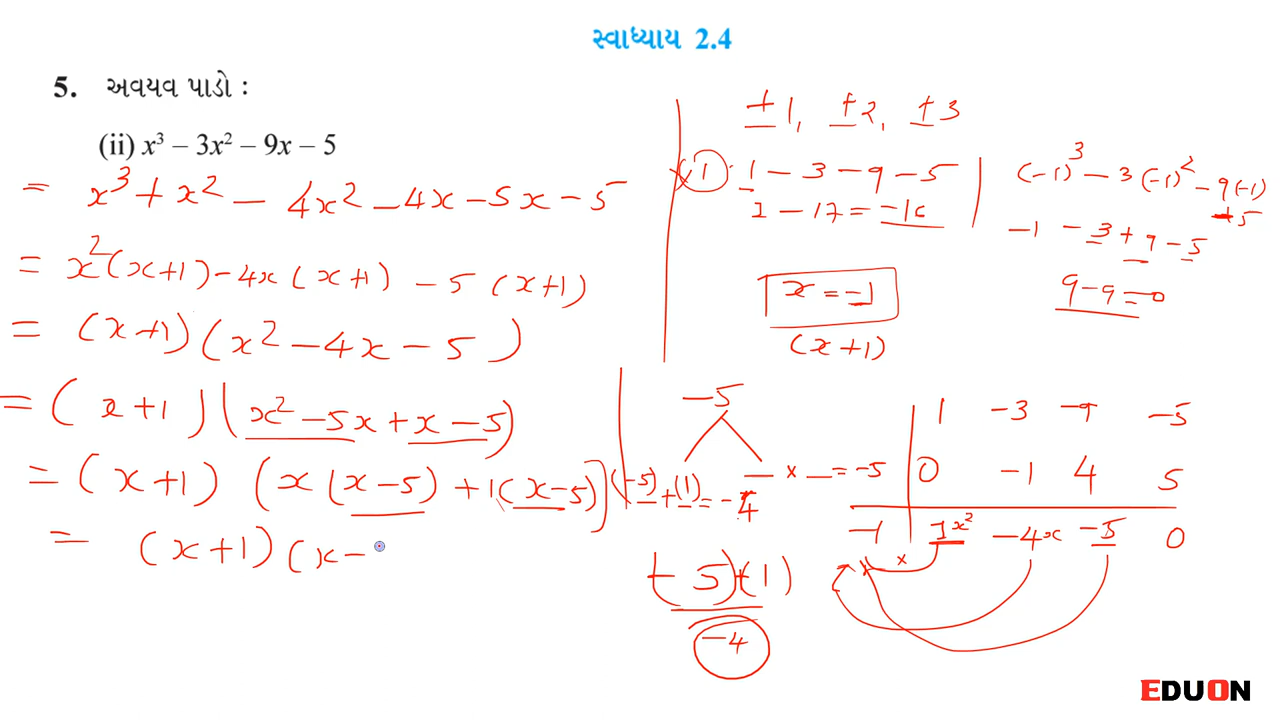 સ્વાધ્યાય 2.4
5. અવયવ પાડો :
(ii) x³ – 3x² – 9x – 5
= x³ + x² – 4x² – 4x – 5x – 5
= x²(x+1) – 4x(x+1) – 5(x+1)
= (x+1)(x² – 4x – 5)
= (x+1)(x² – 5x + x – 5)
= (x+1)(x(x–5) + 1(x–5))
= (x+1)(x–
±1, ±2, ±3
1 – 3 – 9 – 5
(-1)³ – 3(-1)² – 9(-1)
-1 – 3 + 9 – 5
9 – 9 = 0
x = -1
(x+1)
-5
__ × __ = -5
(-5) + (1) = -4
(-5)+(1)
-4
1 -3 -9 -5
0 -1 4 5
-1 1x² -4x -5 0
EDUON